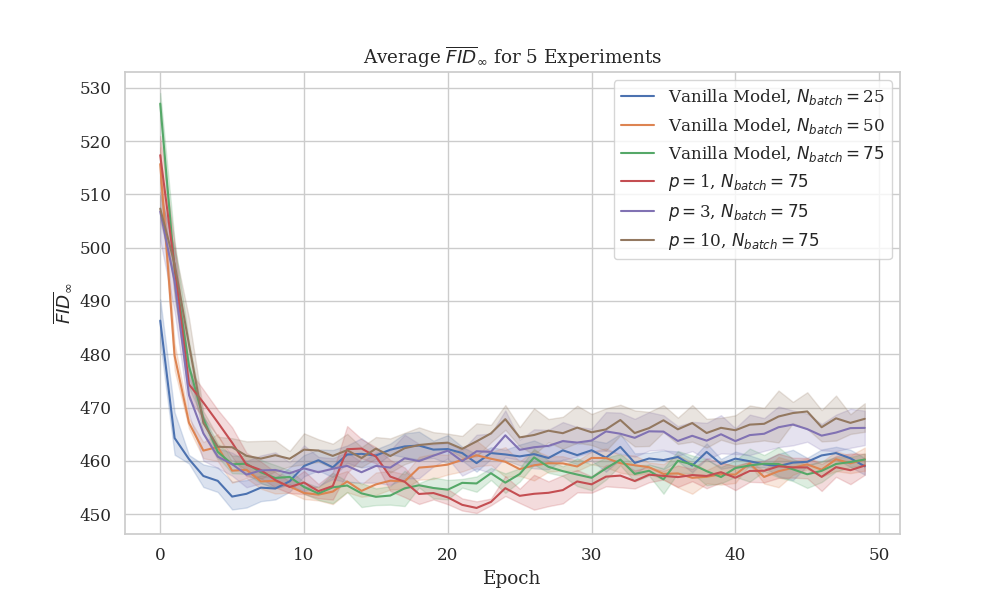 Average $\overline{FID}_\infty$ for 5 Experiments
530
520
510
500
490
480
470
460
450
$\overline{FID}_\infty$
Vanilla Model, $N_{batch} = 25$
Vanilla Model, $N_{batch} = 50$
Vanilla Model, $N_{batch} = 75$
$p = 1$, $N_{batch} = 75$
$p = 3$, $N_{batch} = 75$
$p = 10$, $N_{batch} = 75$
0 10 20 30 40 50
Epoch